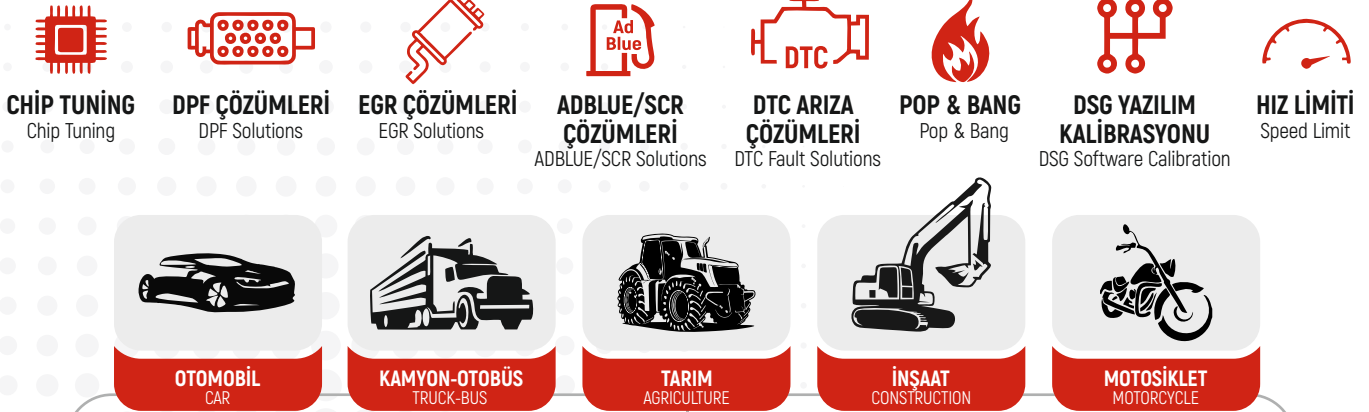 Ad
Blue
DTC
CHİP TUNİNG
Chip Tuning
DPF ÇÖZÜMLERİ
DPF Solutions
EGR ÇÖZÜMLERİ
EGR Solutions
ADBLUE/SCR
ÇÖZÜMLERİ
ADBLUE/SCR Solutions
DTC ARIZA
ÇÖZÜMLERİ
DTC Fault Solutions
POP & BANG
Pop & Bang
DSG YAZILIM
KALİBRASYONU
DSG Software Calibration
HIZ LİMİTİ
Speed Limit
OTOMOBİL
CAR
KAMYON-OTOBÜS
TRUCK-BUS
TARIM
AGRICULTURE
İNŞAAT
CONSTRUCTION
MOTOSİKLET
MOTORCYCLE